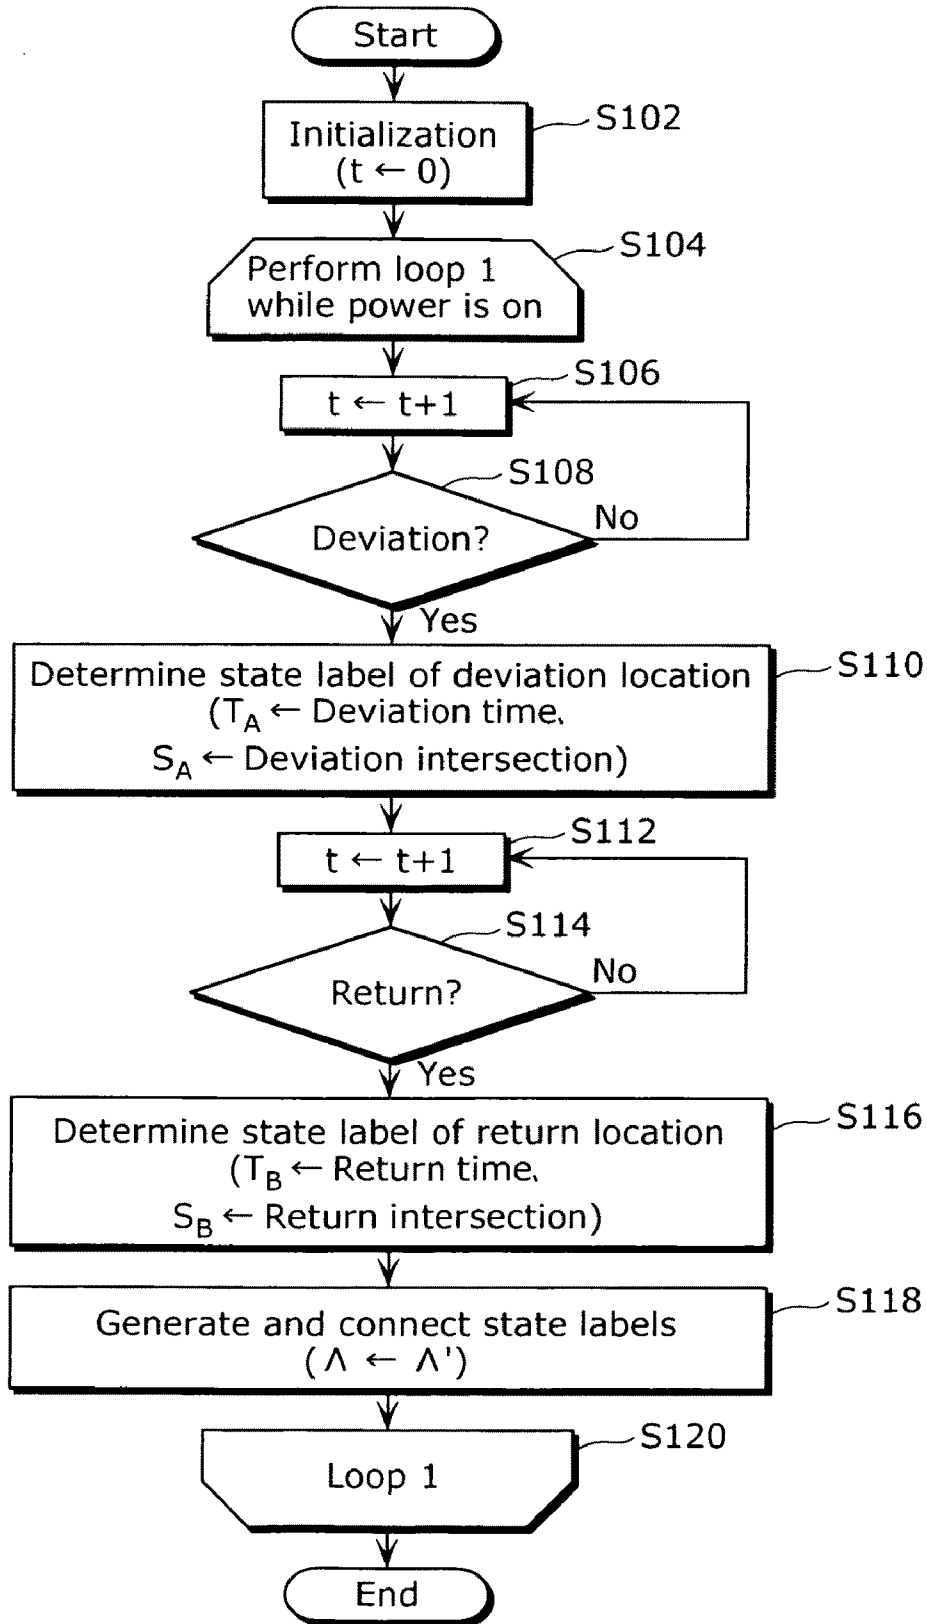 Start
Initialization
(t ← 0)
S102
Perform loop 1
while power is on
S104
t ← t+1
S106
Deviation?
S108
No
Yes
Determine state label of deviation location
(T_A ← Deviation time、
S_A ← Deviation intersection)
S110
t ← t+1
S112
Return?
S114
No
Yes
Determine state label of return location
(T_B ← Return time、
S_B ← Return intersection)
S116
Generate and connect state labels
(Λ ← Λ')
S118
Loop 1
S120
End